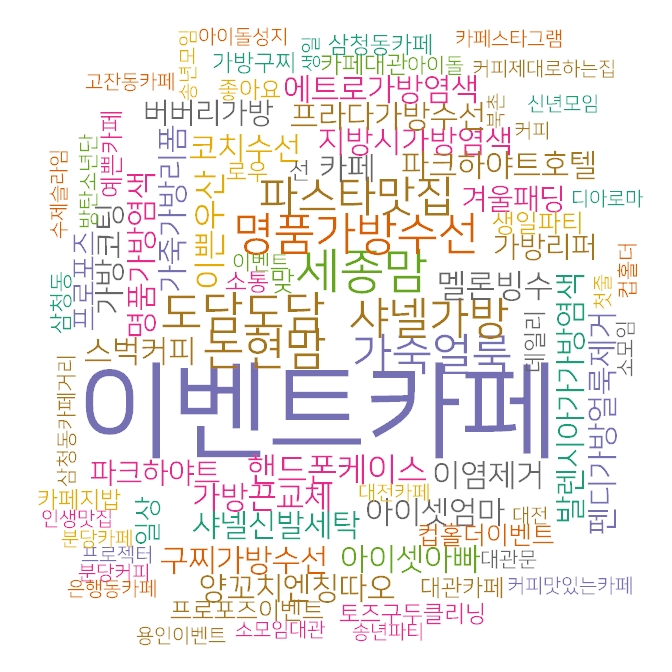 아이돌성지
송년모임
생일
삼청동카페
카페스타그램
가방구찌
카페대관아이돌
커피제대로하는집
고잔동카페
좋아요
에트로가방염색
북촌
신년모임
버버리가방
프라다가방수선
커피
예쁜카페
코치수선
지방시가방염색
방탄소년단
가죽가방리폼
로우
전
카페
파크하야트호텔
수제슬라임
파스타맛집
겨울패딩
디아로마
가방코팅
명품가방염색
이쁜우산
명품가방수선
생일파티
가방리퍼
컵홀더
프로포즈
이벤트
세종맘
첫줄
삼청동
소통
맞
멜론빙수
발렌시아가가방염색
도담도담
샤넬가방
데일리
소모임
스벅커피
논현맘
가죽얼룩
펜디가방얼룩제거
삼청동카페거리
이벤트카페
파크하야트
핸드폰케이스
이염제거
카페지밥
가방끈교체
대전카페
아이셋엄마
대전
인생맛집
일상
샤넬신발세탁
컵홀더이벤트
분당카페
프로젝터
구찌가방수선
아이셋아빠
대관문
분당커피
은행동카페
양꼬치엔칭따오
대관카페
커피맛있는카페
프로포즈이벤트
토즈구두클리닝
용인이벤트
소모임대관
송년파티